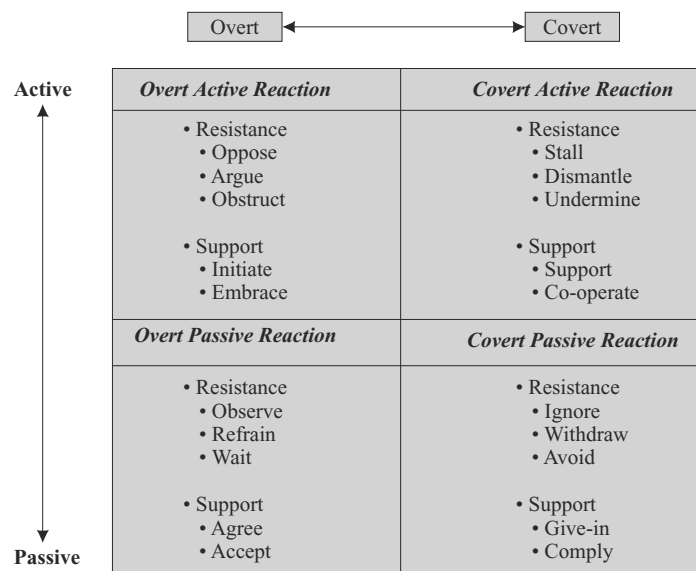 Overt
Covert
Active
Overt Active Reaction
Covert Active Reaction
• Resistance
• Oppose
• Argue
• Obstruct
• Support
• Initiate
• Embrace
• Resistance
• Stall
• Dismantle
• Undermine
• Support
• Support
• Co-operate
Overt Passive Reaction
Covert Passive Reaction
• Resistance
• Observe
• Refrain
• Wait
• Support
• Agree
• Accept
• Resistance
• Ignore
• Withdraw
• Avoid
• Support
• Give-in
• Comply
Passive